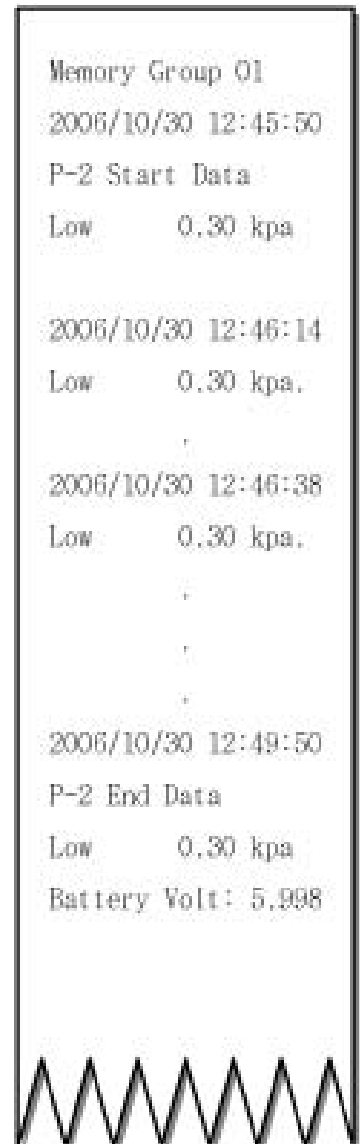 Memory Group 01
2006/10/30 12:45:50
P-2 Start Data
Low 0.30 kpa
2006/10/30 12:46:14
Low 0.30 kpa.
.
2006/10/30 12:46:38
Low 0.30 kpa.
.
.
.
2006/10/30 12:49:50
P-2 End Data
Low 0.30 kpa
Battery Volt: 5.998